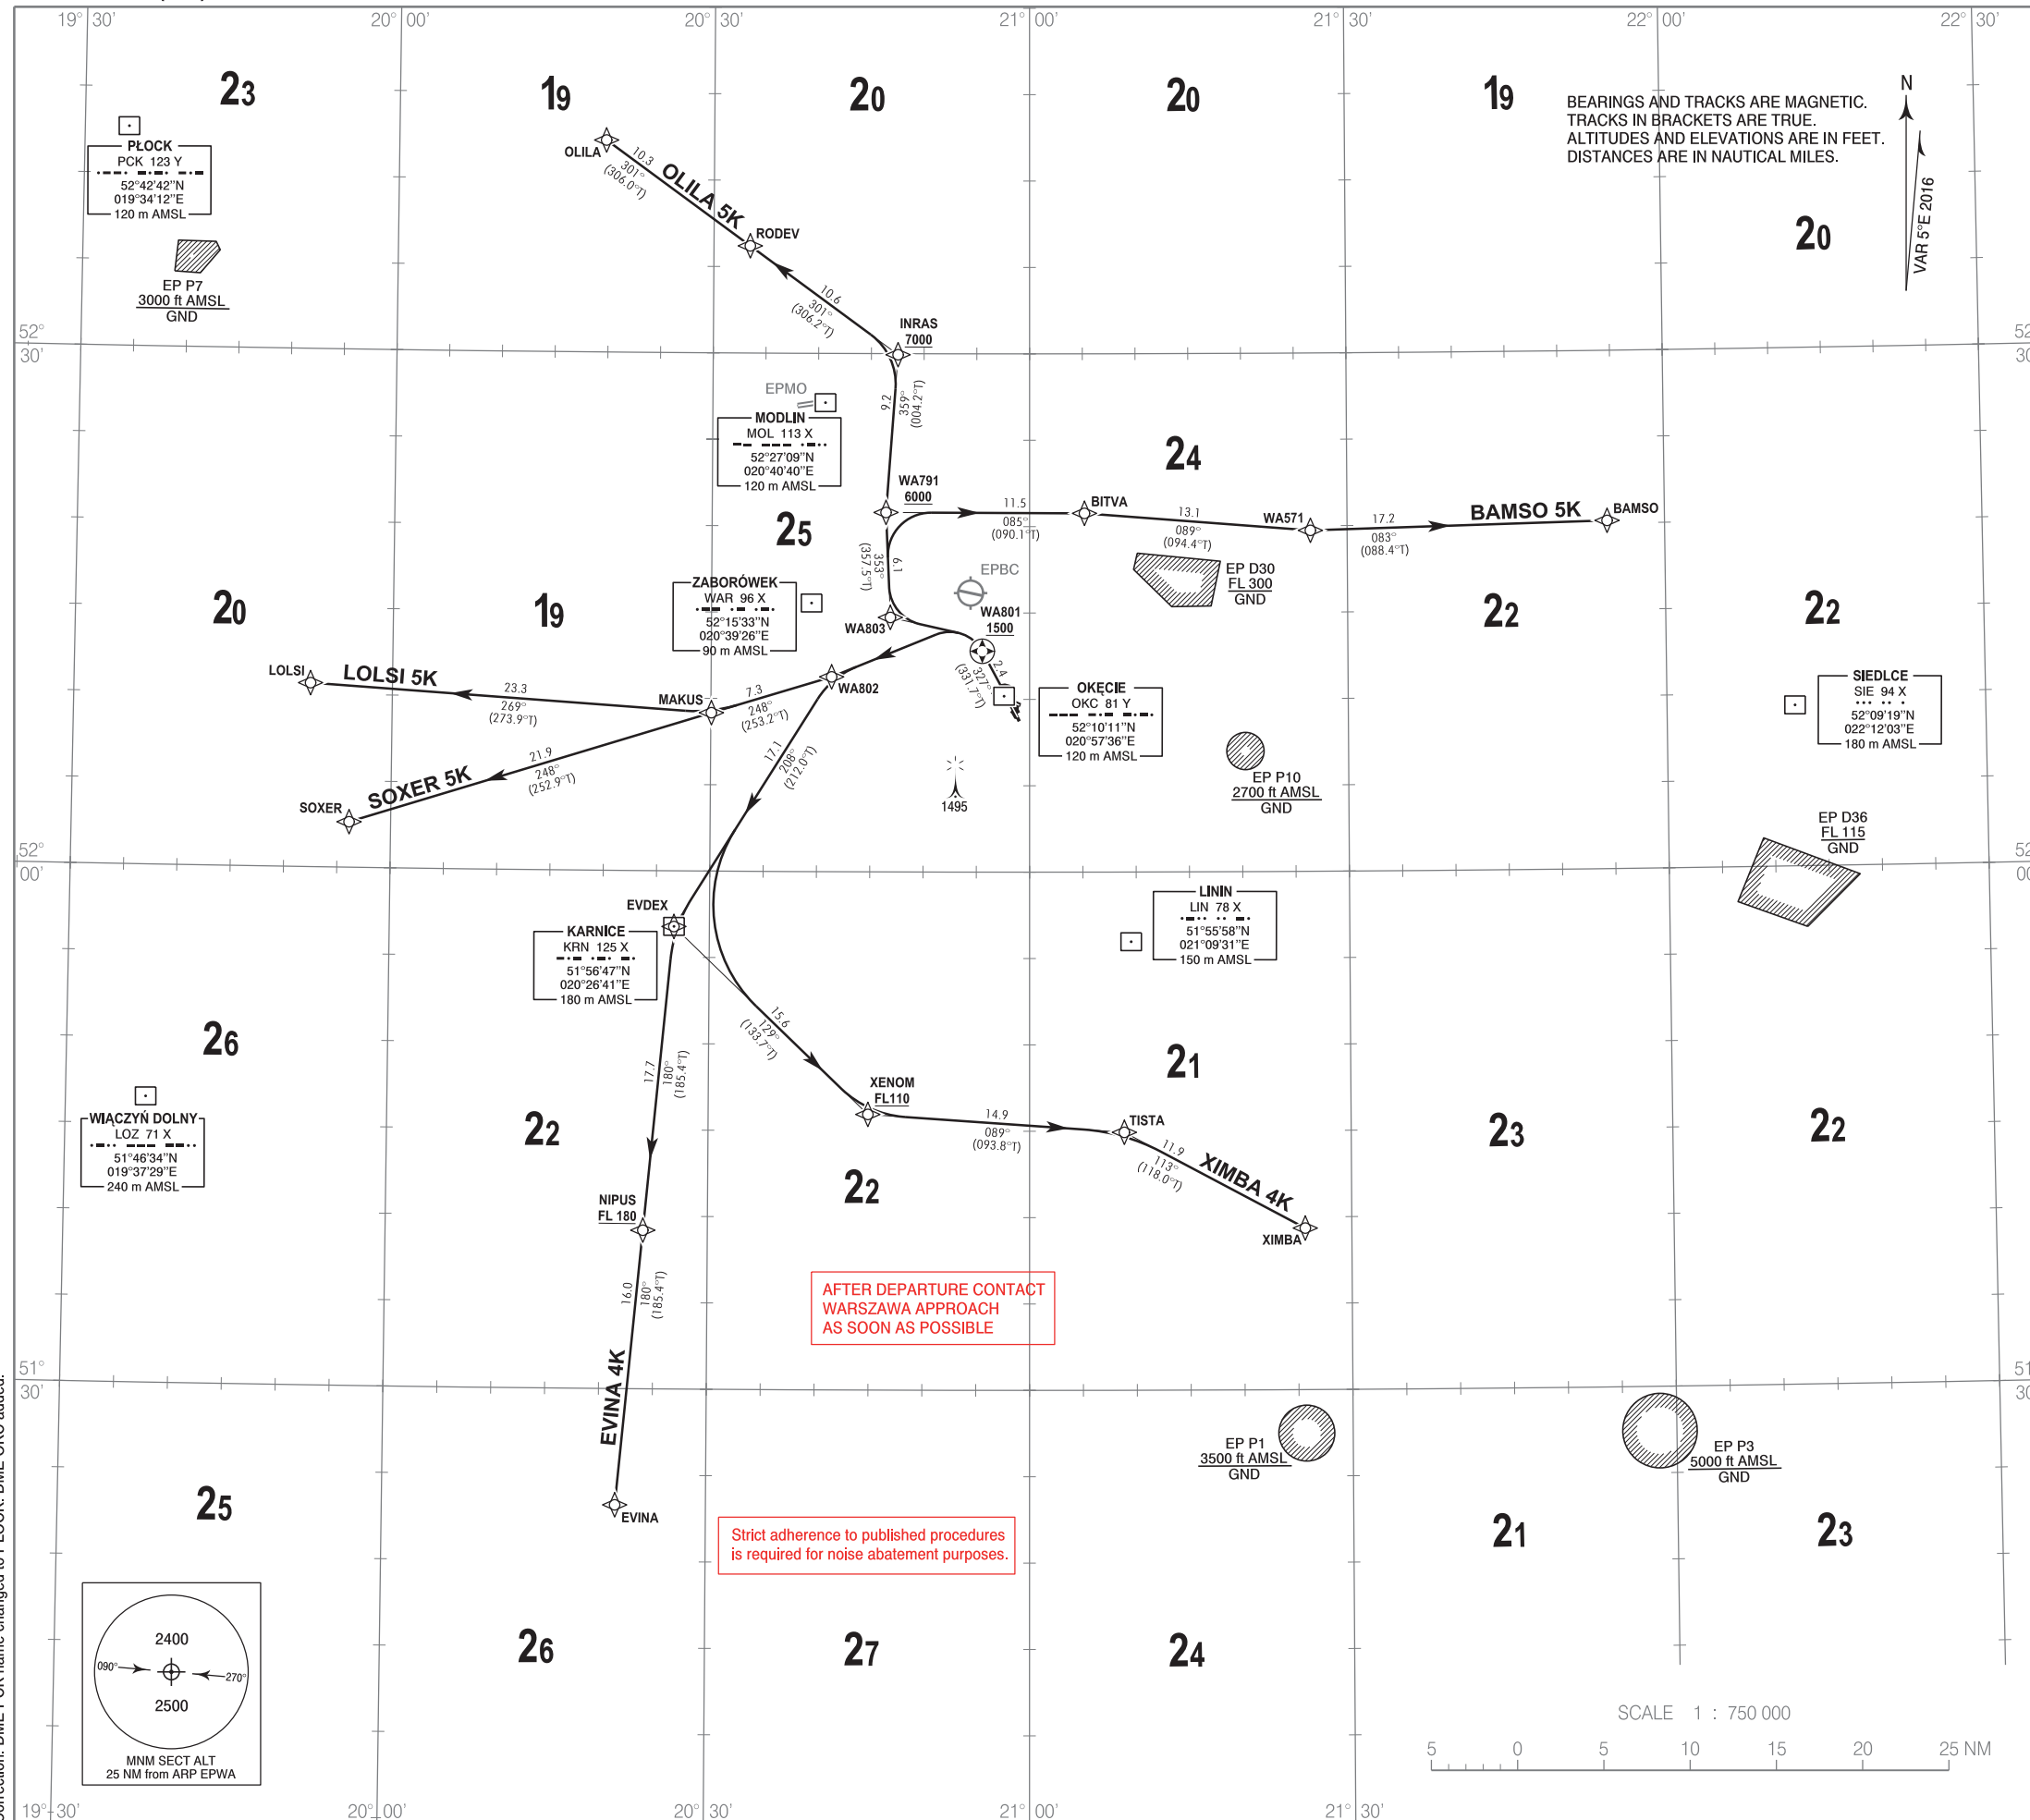 19° 30'
20° 00'
20° 30'
21° 00'
21° 30'
22° 00'
22° 30'
23
19
20
20
19
BEARINGS AND TRACKS ARE MAGNETIC.
TRACKS IN BRACKETS ARE TRUE.
ALTITUDES AND ELEVATIONS ARE IN FEET.
DISTANCES ARE IN NAUTICAL MILES.
N
VAR 5°E 2016
20
PŁOCK
PCK 123 Y
52°42'42"N
019°34'12"E
120 m AMSL
EP P7
3000 ft AMSL
GND
OLILA
10.3
301°
(306.0°T)
OLILA 5K
RODEV
10.6
301°
(306.2°T)
INRAS
7000
52°
30'
52
30
EPMO
MODLIN
MOL 113 X
52°27'09"N
020°40'40"E
120 m AMSL
9.2
359°
(004.2°T)
24
WA791
6000
11.5
085°
(090.1°T)
BITVA
13.1
089°
(094.4°T)
WA571
17.2
083°
(088.4°T)
BAMSO 5K
BAMSO
25
6.1
353°
(357.5°T)
EPBC
EP D30
FL 300
GND
20
19
ZABORÓWEK
WAR 96 X
52°15'33"N
020°39'26"E
90 m AMSL
WA803
WA801
1500
22
22
2.4
327°
(331.7°T)
LOLSI
LOLSI 5K
23.3
269°
(273.9°T)
MAKUS
7.3
248°
(253.2°T)
WA802
OKĘCIE
OKC 81 Y
52°10'11"N
020°57'36"E
120 m AMSL
SIEDLCE
SIE 94 X
52°09'19"N
022°12'03"E
180 m AMSL
SOXER
SOXER 5K
21.9
248°
(252.9°T)
17.1
208°
(212.0°T)
1495
EP P10
2700 ft AMSL
GND
EP D36
FL 115
GND
52°
00'
52
00
EVDEX
KARNICE
KRN 125 X
51°56'47"N
020°26'41"E
180 m AMSL
LININ
LIN 78 X
51°55'58"N
021°09'31"E
150 m AMSL
26
15.6
129°
(133.7°T)
17.7
180°
(185.4°T)
21
XENOM
FL110
14.9
089°
(093.8°T)
TISTA
11.9
113°
(118.0°T)
XIMBA 4K
XIMBA
WIĄCZYŃ DOLNY
LOZ 71 X
51°46'34"N
019°37'29"E
240 m AMSL
22
22
23
22
NIPUS
FL 180
16.0
180°
(185.4°T)
EVINA 4K
EVINA
AFTER DEPARTURE CONTACT
WARSZAWA APPROACH
AS SOON AS POSSIBLE
51°
30'
51
30
EP P1
3500 ft AMSL
GND
EP P3
5000 ft AMSL
GND
25
Strict adherence to published procedures
is required for noise abatement purposes.
21
23
2400
090°
270°
2500
MNM SECT ALT
25 NM from ARP EPWA
26
27
24
SCALE 1 : 750 000
5 0 5 10 15 20 25 NM
19° 30'
20° 00'
20° 30'
21° 00'
21° 30'